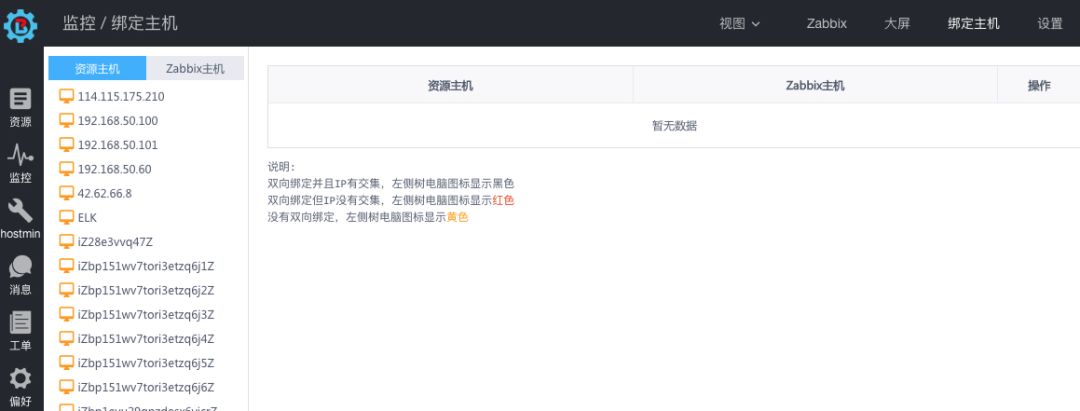 监控 / 绑定主机
视图
Zabbix
大屏
绑定主机
设置
资源
监控
hostmin
消息
工单
偏好
资源主机
Zabbix主机
114.115.175.210
192.168.50.100
192.168.50.101
192.168.50.60
42.62.66.8
ELK
iZ28e3vvq47Z
iZbp151wv7tori3etzq6j1Z
iZbp151wv7tori3etzq6j2Z
iZbp151wv7tori3etzq6j3Z
iZbp151wv7tori3etzq6j4Z
iZbp151wv7tori3etzq6j5Z
iZbp151wv7tori3etzq6j6Z
资源主机 Zabbix主机 操作
暂无数据
说明:
双向绑定并且IP有交集，左侧树电脑图标显示黑色
双向绑定但IP没有交集，左侧树电脑图标显示红色
没有双向绑定，左侧树电脑图标显示黄色